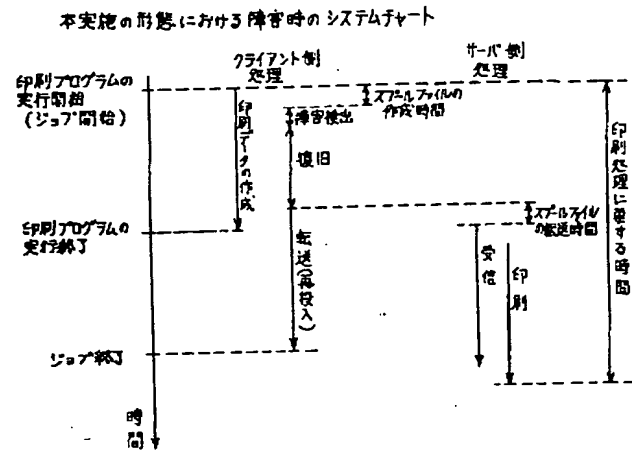 本実施の形態における障害時のシステムチャート
クライアント側
処理
サーバ側
処理
印刷プログラムの
実行開始
(ジョブ開始)
スプールファイルの
作成時間
障害検出
印刷データの作成
復旧
印刷処理に要する時間
スプールファイル
の転送時間
印刷プログラムの
実行終了
転送(再投入)
受信
印刷
ジョブ終了
時間